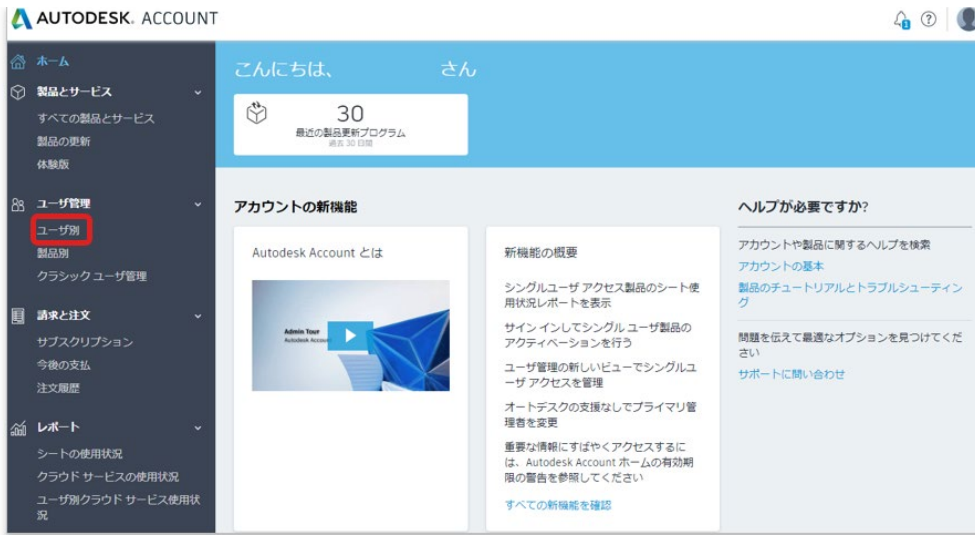 AUTODESK. ACCOUNT
1
ホーム
製品とサービス
すべての製品とサービス
製品の更新
体験版
ユーザ管理
ユーザ別
製品別
クラシック ユーザ管理
請求と注文
サブスクリプション
今後の支払
注文履歴
レポート
シートの使用状況
クラウド サービスの使用状況
ユーザ別クラウド サービス使用状
況
こんにちは、 さん
30
最近の製品更新プログラム
過去 30 日間
アカウントの新機能
Autodesk Account とは
Admin Tour
Autodesk Account
新機能の概要
シングルユーザ アクセス製品のシート使
用状況レポートを表示
サイン インしてシングル ユーザ製品の
アクティベーションを行う
ユーザ管理の新しいビューでシングルユ
ーザ アクセスを管理
オートデスクの支援なしでプライマリ管
理者を変更
重要な情報にすばやくアクセスするに
は、Autodesk Account ホームの有効期
限の警告を参照してください
すべての新機能を確認
ヘルプが必要ですか?
アカウントや製品に関するヘルプを検索
アカウントの基本
製品のチュートリアルとトラブルシューティン
グ
問題を伝えて最適なオプションを見つけてくだ
さい
サポートに問い合わせ